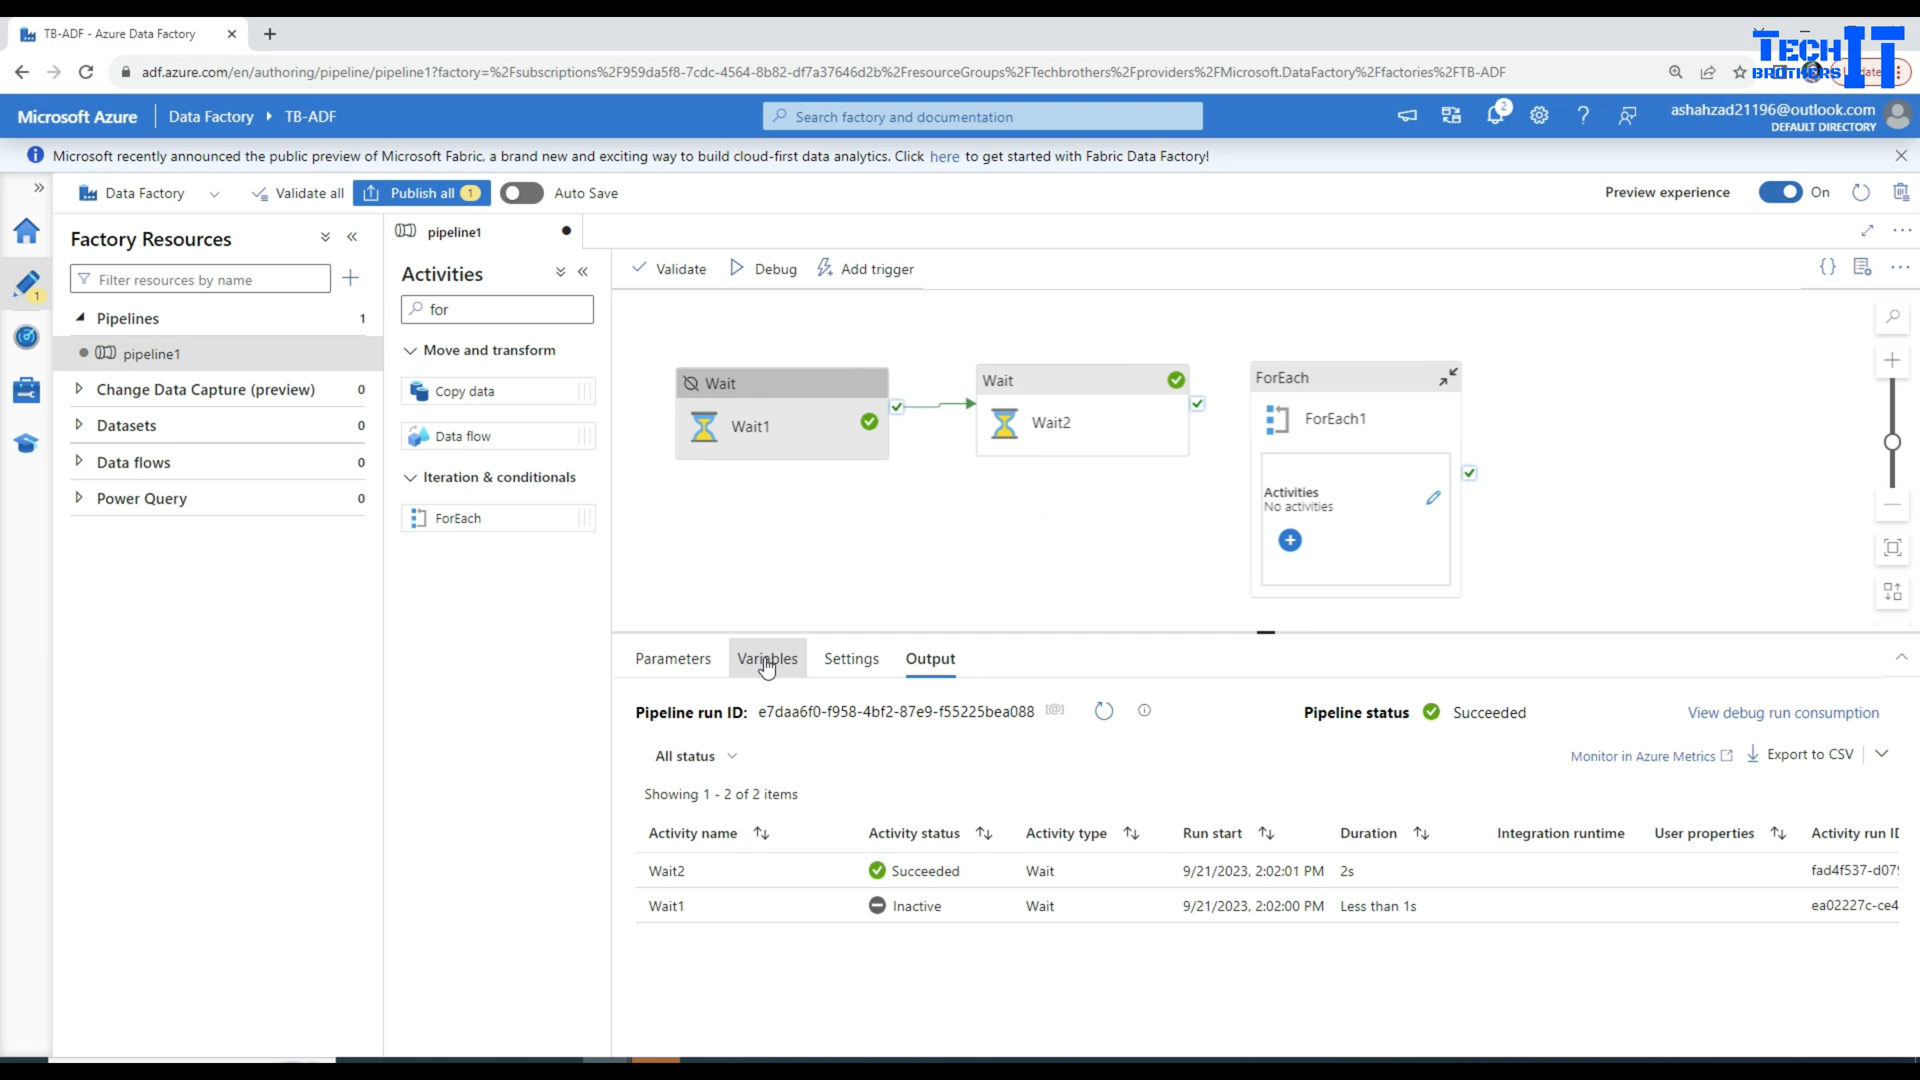 TB-ADF - Azure Data Factory
adf.azure.com/en/authoring/pipeline/pipeline1?factory=%2Fsubscriptions%2F959da5f8-7cdc-4564-8b82-df7a37646d2b%2FresourceGroups%2FTechbrothers%2Fproviders%2FMicrosoft.DataFactory%2Ffactories%2FTB-ADF
TECH IT
BROTHERS
Microsoft Azure
Data Factory
TB-ADF
Search factory and documentation
2
ashahzad21196@outlook.com
DEFAULT DIRECTORY
Microsoft recently announced the public preview of Microsoft Fabric, a brand new and exciting way to build cloud-first data analytics. Click here to get started with Fabric Data Factory!
Data Factory
Validate all
Publish all 1
Auto Save
Preview experience
On
Factory Resources
Filter resources by name
Pipelines 1
pipeline1
Change Data Capture (preview) 0
Datasets 0
Data flows 0
Power Query 0
1
pipeline1
Activities
for
Move and transform
Copy data
Data flow
Iteration & conditionals
ForEach
Validate
Debug
Add trigger
Wait
Wait1
Wait
Wait2
ForEach
ForEach1
Activities
No activities
Parameters
Variables
Settings
Output
Pipeline run ID: e7daa6f0-f958-4bf2-87e9-f55225bea088
Pipeline status Succeeded
View debug run consumption
All status
Monitor in Azure Metrics
Export to CSV
Showing 1 - 2 of 2 items
Activity name Activity status Activity type Run start Duration Integration runtime User properties Activity run ID
Wait2 Succeeded Wait 9/21/2023, 2:02:01 PM 2s fad4f537-d079
Wait1 Inactive Wait 9/21/2023, 2:02:00 PM Less than 1s ea02227c-ce4